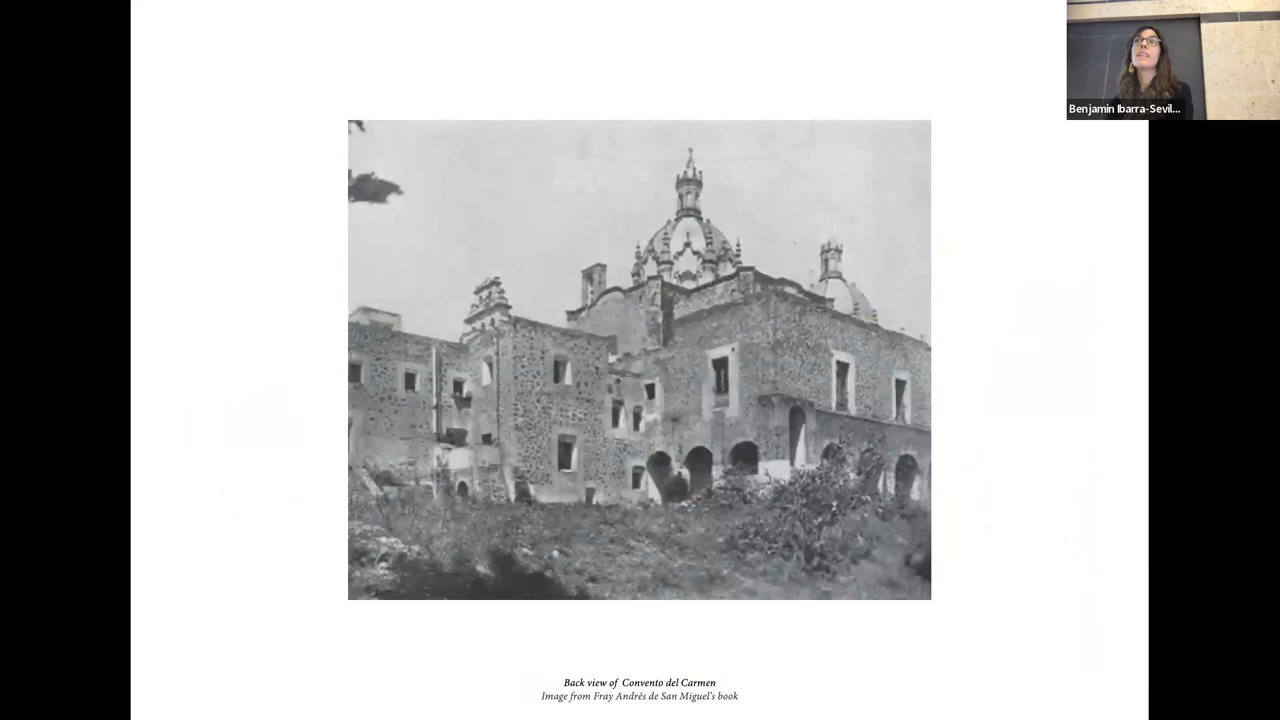 Benjamin Ibarra-Sevil...
Back view of Convento del Carmen
Image from Fray Andrés de San Miguel's book